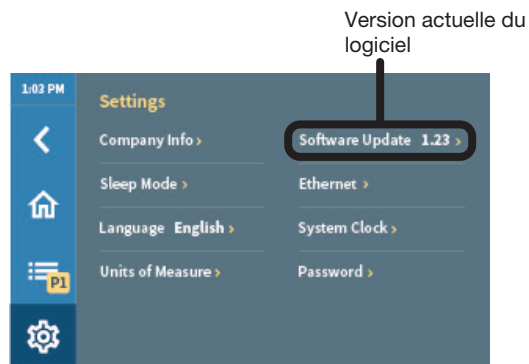 Version actuelle du
logiciel
1:03 PM
Settings
Company Info >
Software Update 1.23 >
Sleep Mode >
Ethernet >
Language English >
System Clock >
Units of Measure >
Password >
P1